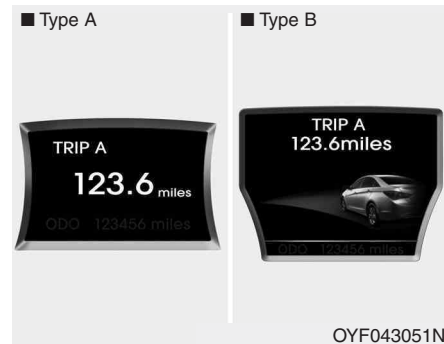 ■ Type A
TRIP A
123.6 miles
ODO 123456 miles
■ Type B
TRIP A
123.6miles
ODO 123456 miles
OYF043051N